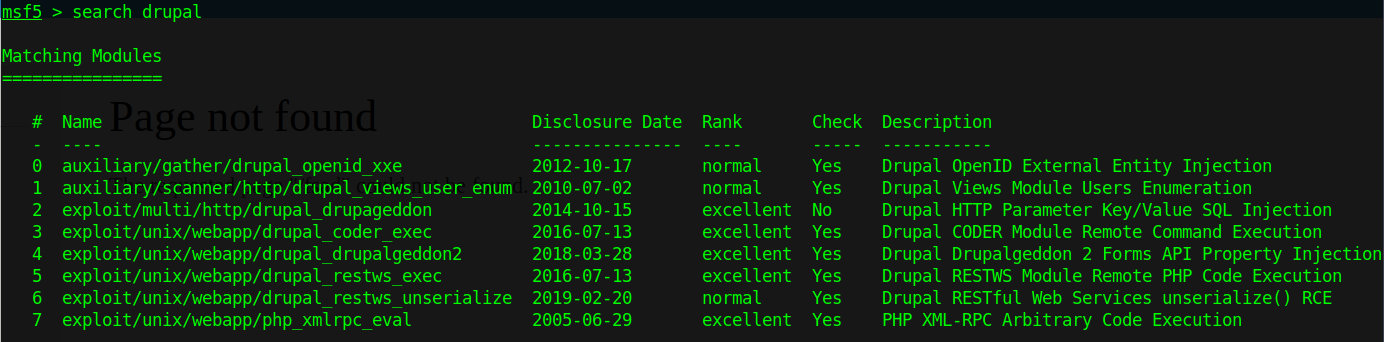 msf5 > search drupal
Matching Modules
================
Page not found
# Name Disclosure Date Rank Check Description
- ---- --------------- ---- ----- -----------
0 auxiliary/gather/drupal_openid_xxe 2012-10-17 normal Yes Drupal OpenID External Entity Injection
1 auxiliary/scanner/http/drupal_views_user_enum 2010-07-02 normal Yes Drupal Views Module Users Enumeration
2 exploit/multi/http/drupal_drupageddon 2014-10-15 excellent No Drupal HTTP Parameter Key/Value SQL Injection
3 exploit/unix/webapp/drupal_coder_exec 2016-07-13 excellent Yes Drupal CODER Module Remote Command Execution
4 exploit/unix/webapp/drupal_drupalgeddon2 2018-03-28 excellent Yes Drupal Drupalgeddon 2 Forms API Property Injection
5 exploit/unix/webapp/drupal_restws_exec 2016-07-13 excellent Yes Drupal RESTWS Module Remote PHP Code Execution
6 exploit/unix/webapp/drupal_restws_unserialize 2019-02-20 normal Yes Drupal RESTful Web Services unserialize() RCE
7 exploit/unix/webapp/php_xmlrpc_eval 2005-06-29 excellent Yes PHP XML-RPC Arbitrary Code Execution